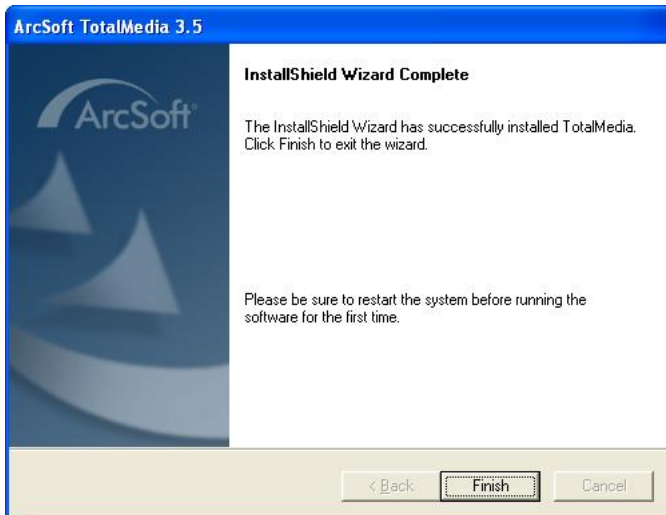 ArcSoft TotalMedia 3.5
ArcSoft
InstallShield Wizard Complete
The InstallShield Wizard has successfully installed TotalMedia.
Click Finish to exit the wizard.
Please be sure to restart the system before running the
software for the first time.
< Back
Finish
Cancel